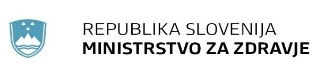 REPUBLIKA SLOVENIJA
MINISTRSTVO ZA ZDRAVJE